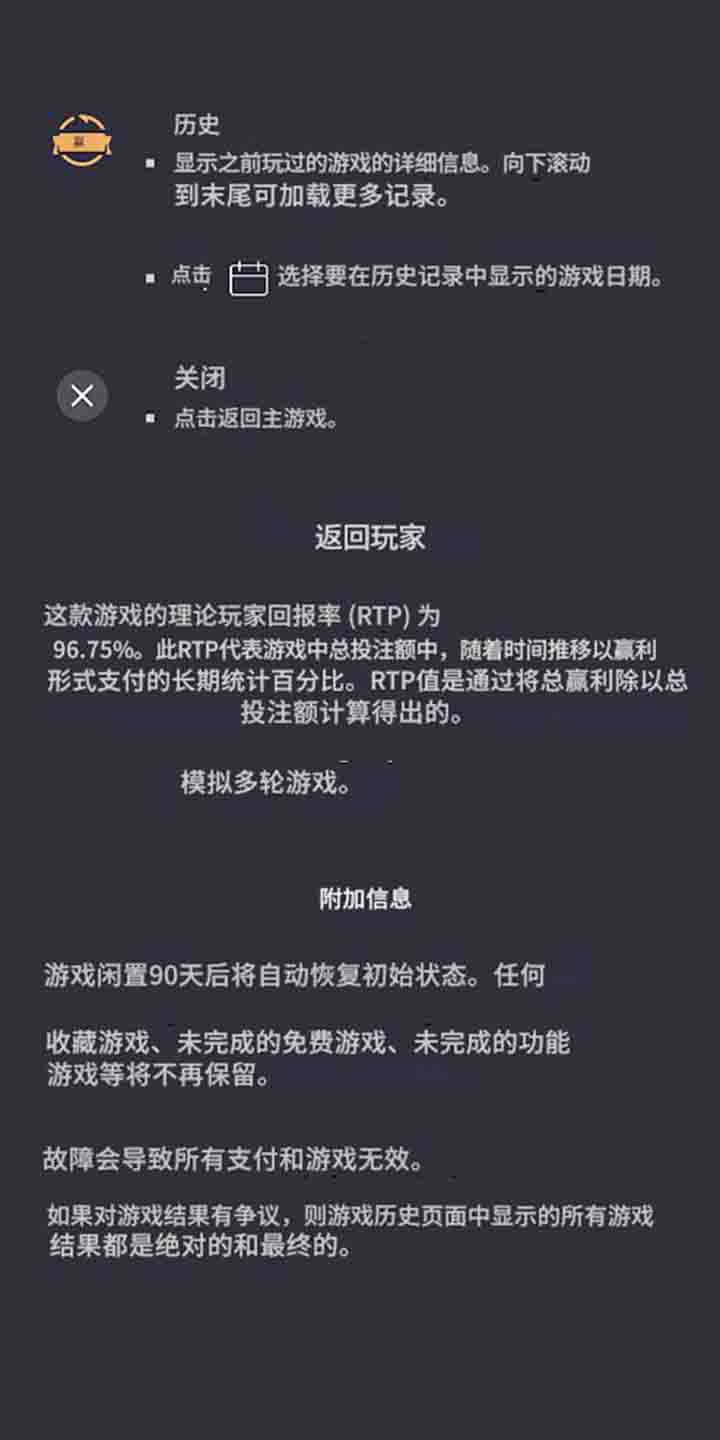 历史
赢
▪ 显示之前玩过的游戏的详细信息。向下滚动
到末尾可加载更多记录。
▪ 点击 选择要在历史记录中显示的游戏日期。
关闭
▪ 点击返回主游戏。
返回玩家
这款游戏的理论玩家回报率 (RTP) 为
96.75%。此RTP代表游戏中总投注额中，随着时间推移以赢利
形式支付的长期统计百分比。RTP值是通过将总赢利除以总
投注额计算得出的。
模拟多轮游戏。
附加信息
游戏闲置90天后将自动恢复初始状态。任何
收藏游戏、未完成的免费游戏、未完成的功能
游戏等将不再保留。
故障会导致所有支付和游戏无效。
如果对游戏结果有争议，则游戏历史页面中显示的所有游戏
结果都是绝对的和最终的。